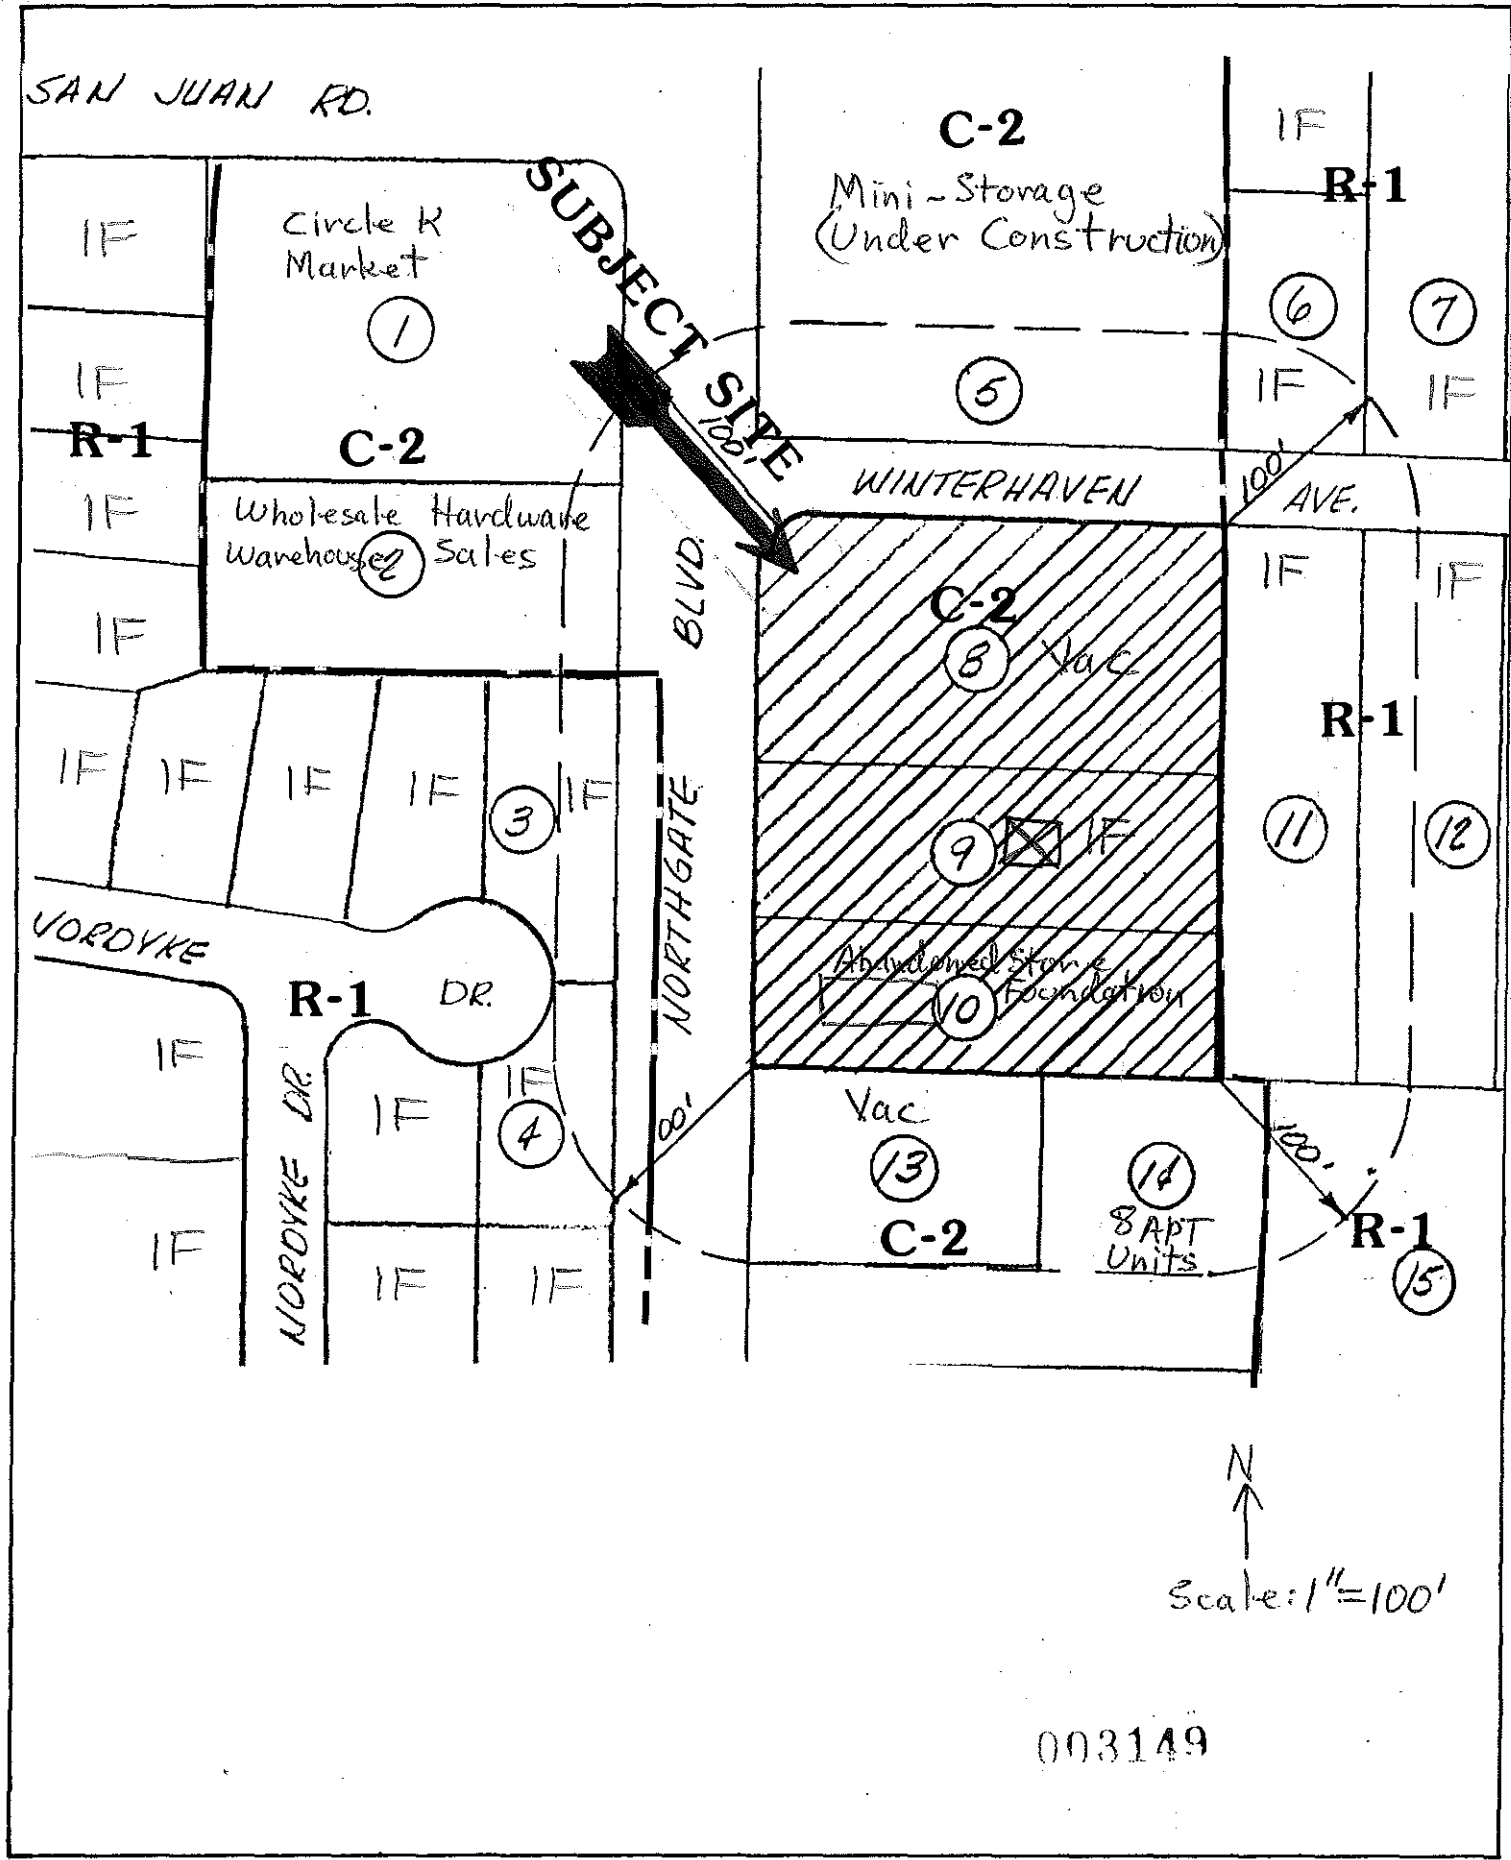 SAN JUAN RD.
C-2
Mini-Storage
(Under Construction)
1F
R-1
1F
Circle K
Market
1
SUBJECT SITE
100'
6
7
5
1F
1F
1F
R-1
C-2
1F
Wholesale Hardware
Warehouse Sales
2
WINTERHAVEN AVE.
100'
1F
1F
1F
C-2
8
Vac
R-1
NORTHGATE BLVD.
1F
1F
1F
1F
3
1F
9
1F
11
12
VORDYKE
DR.
R-1
Abandoned Store
Foundation
10
1F
NORDYKE DR.
1F
1F
4
00'
Vac
13
C-2
14
8 APT
Units
100'
R-1
15
1F
1F
1F
N
Scale: 1"=100'
003149